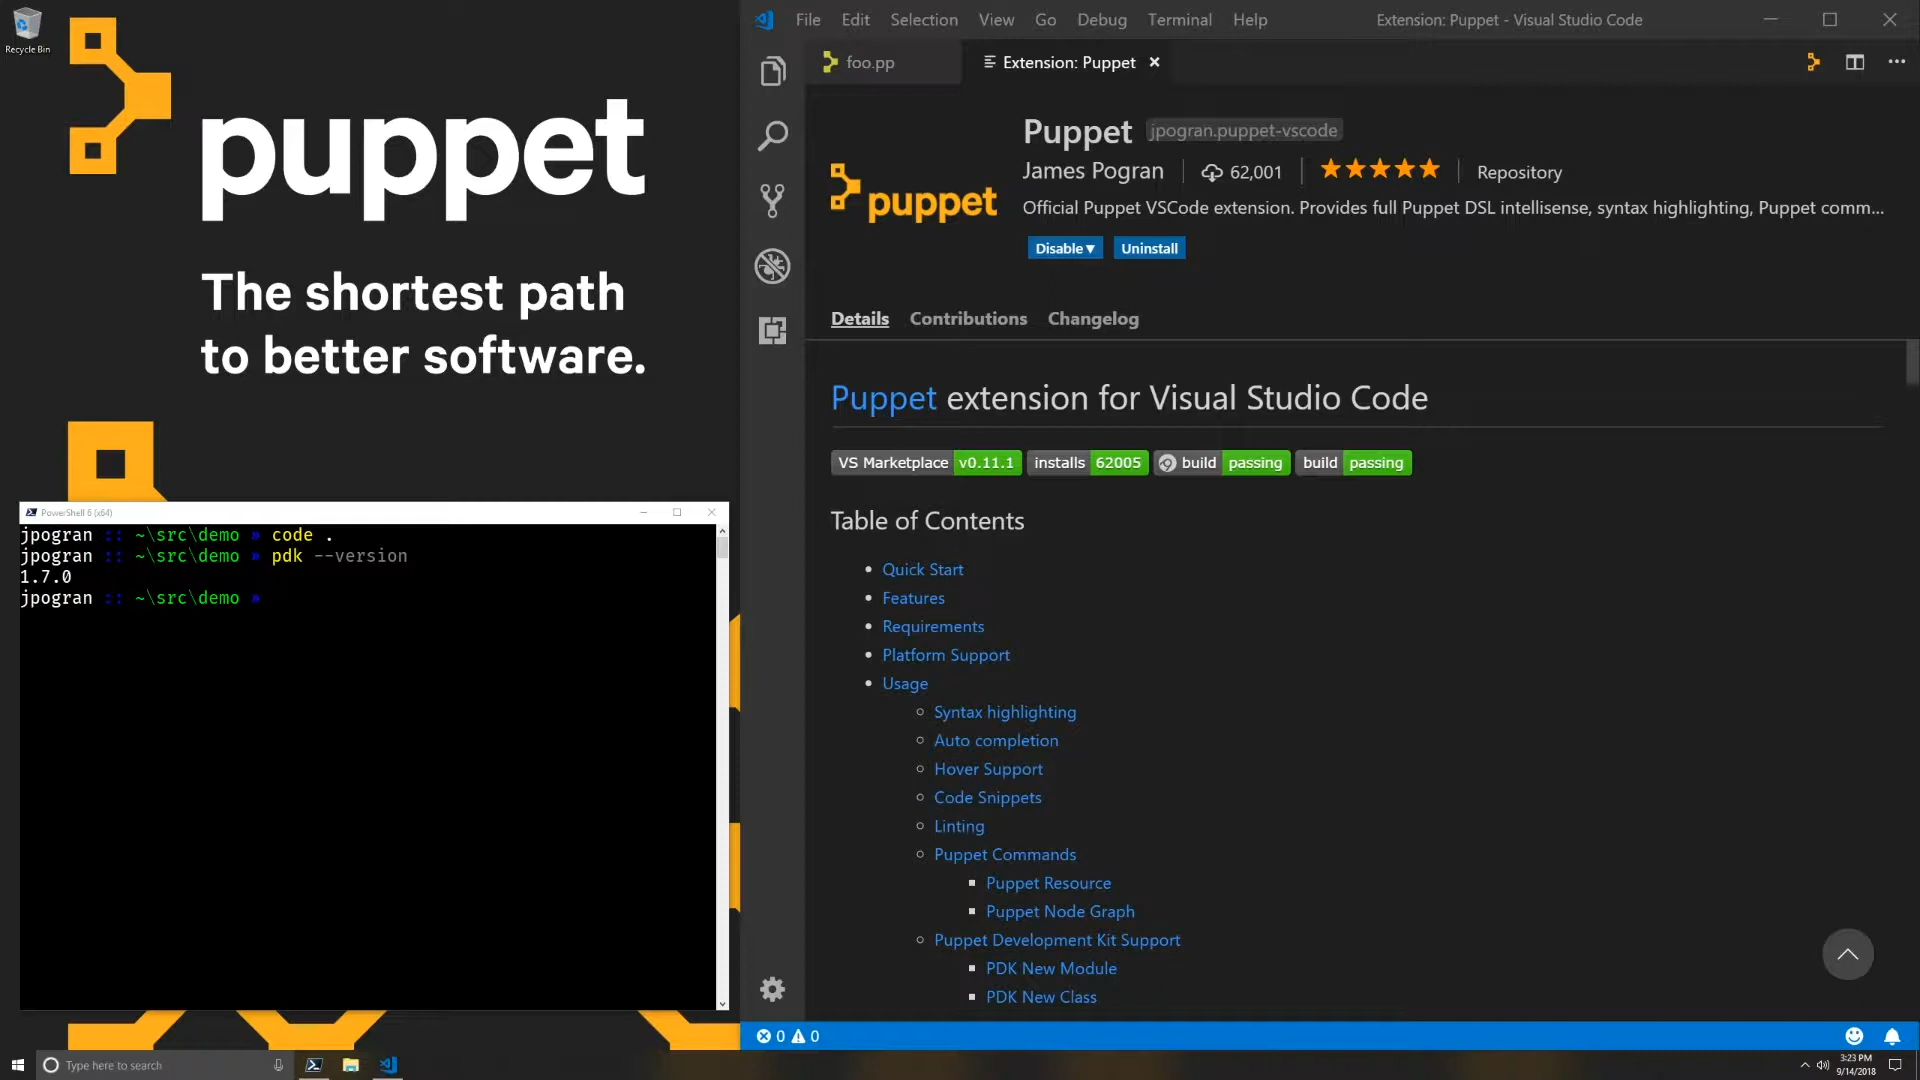 Recycle Bin
puppet
The shortest path
to better software.
PowerShell 6 (x64)
jpogran :: ~\src\demo » code .
jpogran :: ~\src\demo » pdk --version
1.7.0
jpogran :: ~\src\demo »
File Edit Selection View Go Debug Terminal Help
Extension: Puppet - Visual Studio Code
foo.pp
Extension: Puppet
puppet
Puppet jpogran.puppet-vscode
James Pogran 62,001 Repository
Official Puppet VSCode extension. Provides full Puppet DSL intellisense, syntax highlighting, Puppet comm...
Disable Uninstall
Details Contributions Changelog
Puppet extension for Visual Studio Code
VS Marketplace v0.11.1 installs 62005 build passing build passing
Table of Contents
Quick Start
Features
Requirements
Platform Support
Usage
Syntax highlighting
Auto completion
Hover Support
Code Snippets
Linting
Puppet Commands
Puppet Resource
Puppet Node Graph
Puppet Development Kit Support
PDK New Module
PDK New Class
0 0
Type here to search
3:23 PM
9/14/2018